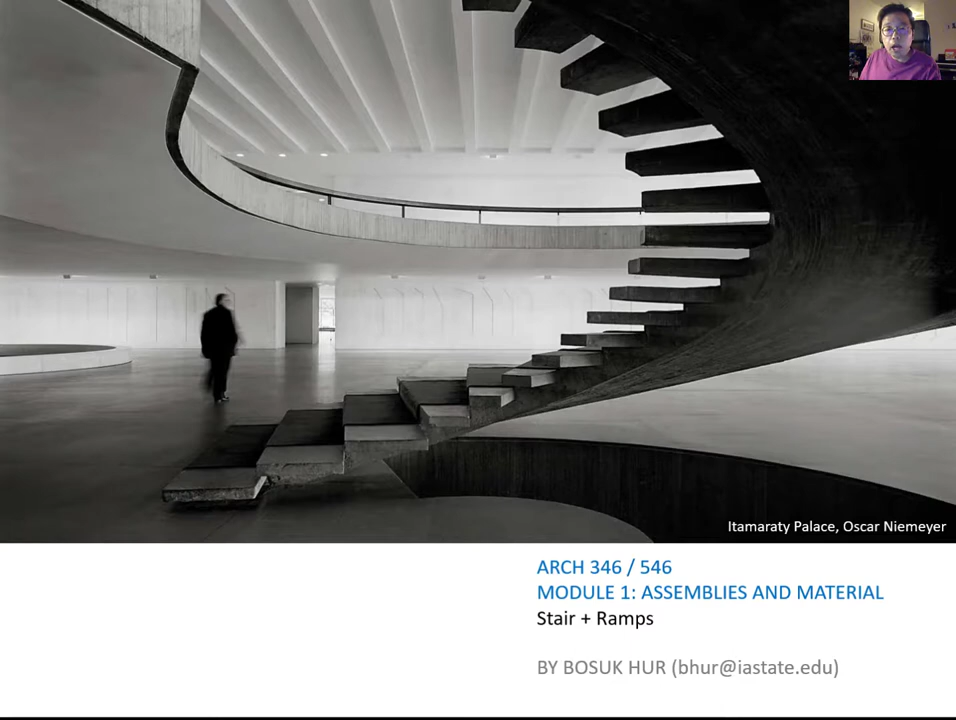 Itamaraty Palace, Oscar Niemeyer
ARCH 346 / 546
MODULE 1: ASSEMBLIES AND MATERIAL
Stair + Ramps
BY BOSUK HUR (bhur@iastate.edu)